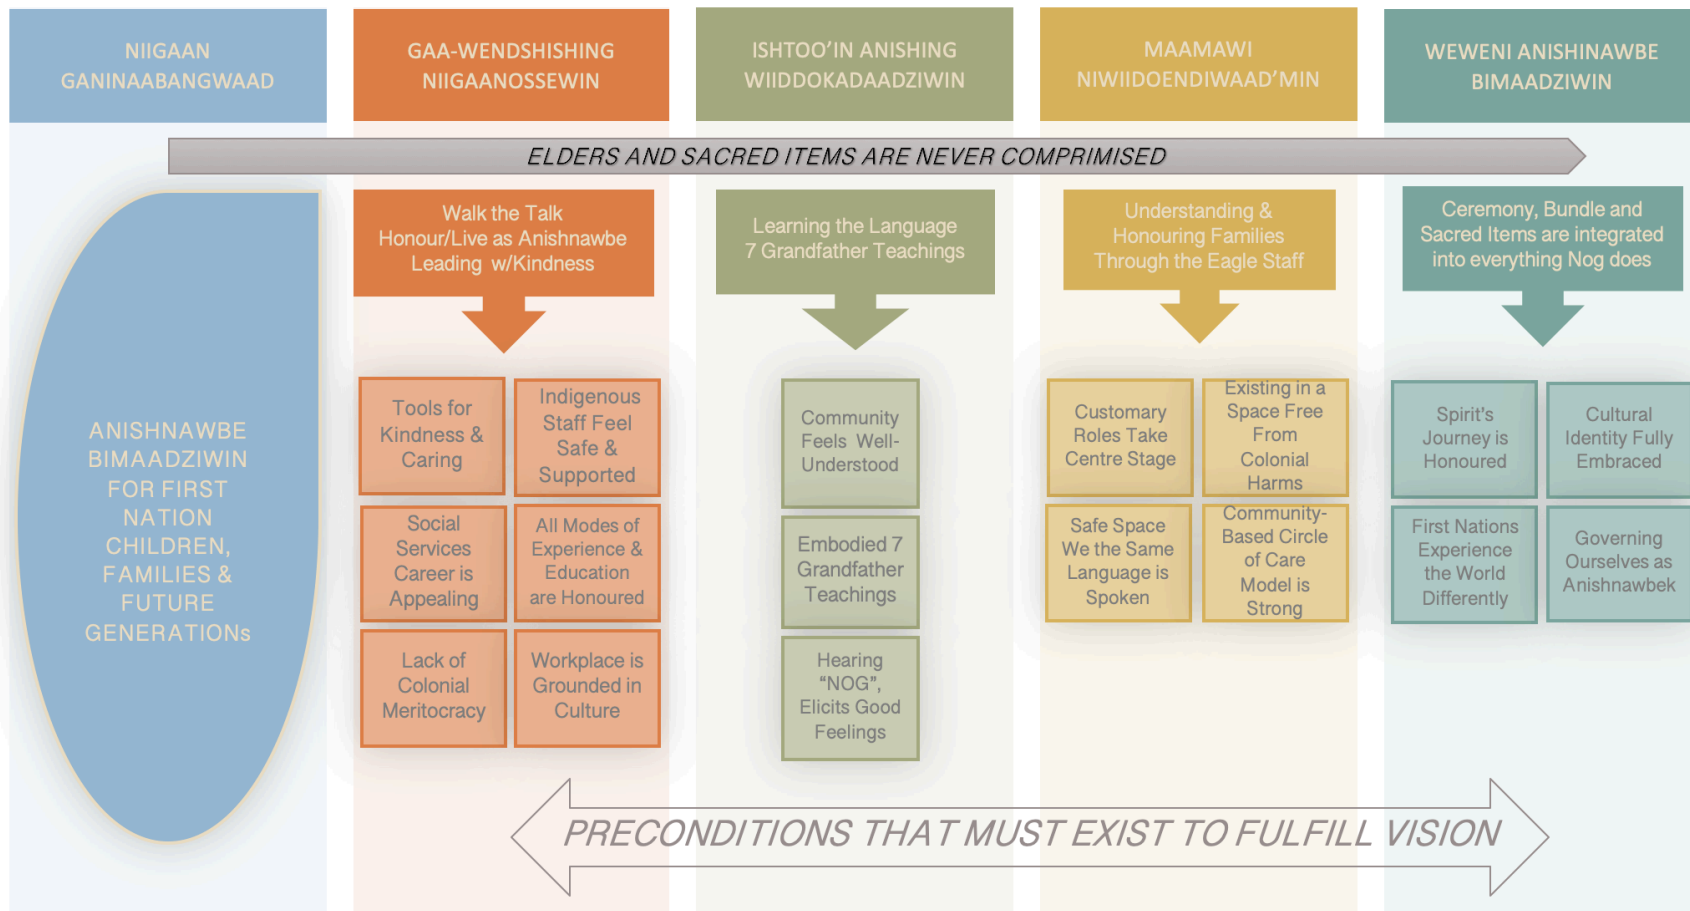 NIIGAAN
GANINAABANGWAAD
GAA-WENDSHISHING
NIIGAANOSSEWIN
ISHTOO'IN ANISHING
WIIDDOKADAADZIWIN
MAAMAWI
NIWIIDOENDIWAAD'MIN
WEWENI ANISHINAWBE
BIMAADZIWIN
ELDERS AND SACRED ITEMS ARE NEVER COMPRIMISED
ANISHNAWBE
BIMAADZIWIN
FOR FIRST
NATION
CHILDREN,
FAMILIES &
FUTURE
GENERATIONs
Walk the Talk
Honour/Live as Anishnawbe
Leading w/Kindness
Tools for
Kindness &
Caring
Indigenous
Staff Feel
Safe &
Supported
Social
Services
Career is
Appealing
All Modes of
Experience &
Education
are Honoured
Lack of
Colonial
Meritocracy
Workplace is
Grounded in
Culture
Learning the Language
7 Grandfather Teachings
Community
Feels Well-
Understood
Embodied 7
Grandfather
Teachings
Hearing
“NOG”,
Elicits Good
Feelings
Understanding &
Honouring Families
Through the Eagle Staff
Customary
Roles Take
Centre Stage
Existing in a
Space Free
From
Colonial
Harms
Safe Space
We the Same
Language is
Spoken
Community-
Based Circle
of Care
Model is
Strong
Ceremony, Bundle and
Sacred Items are integrated
into everything Nog does
Spirit's
Journey is
Honoured
Cultural
Identity Fully
Embraced
First Nations
Experience
the World
Differently
Governing
Ourselves as
Anishnawbek
PRECONDITIONS THAT MUST EXIST TO FULFILL VISION